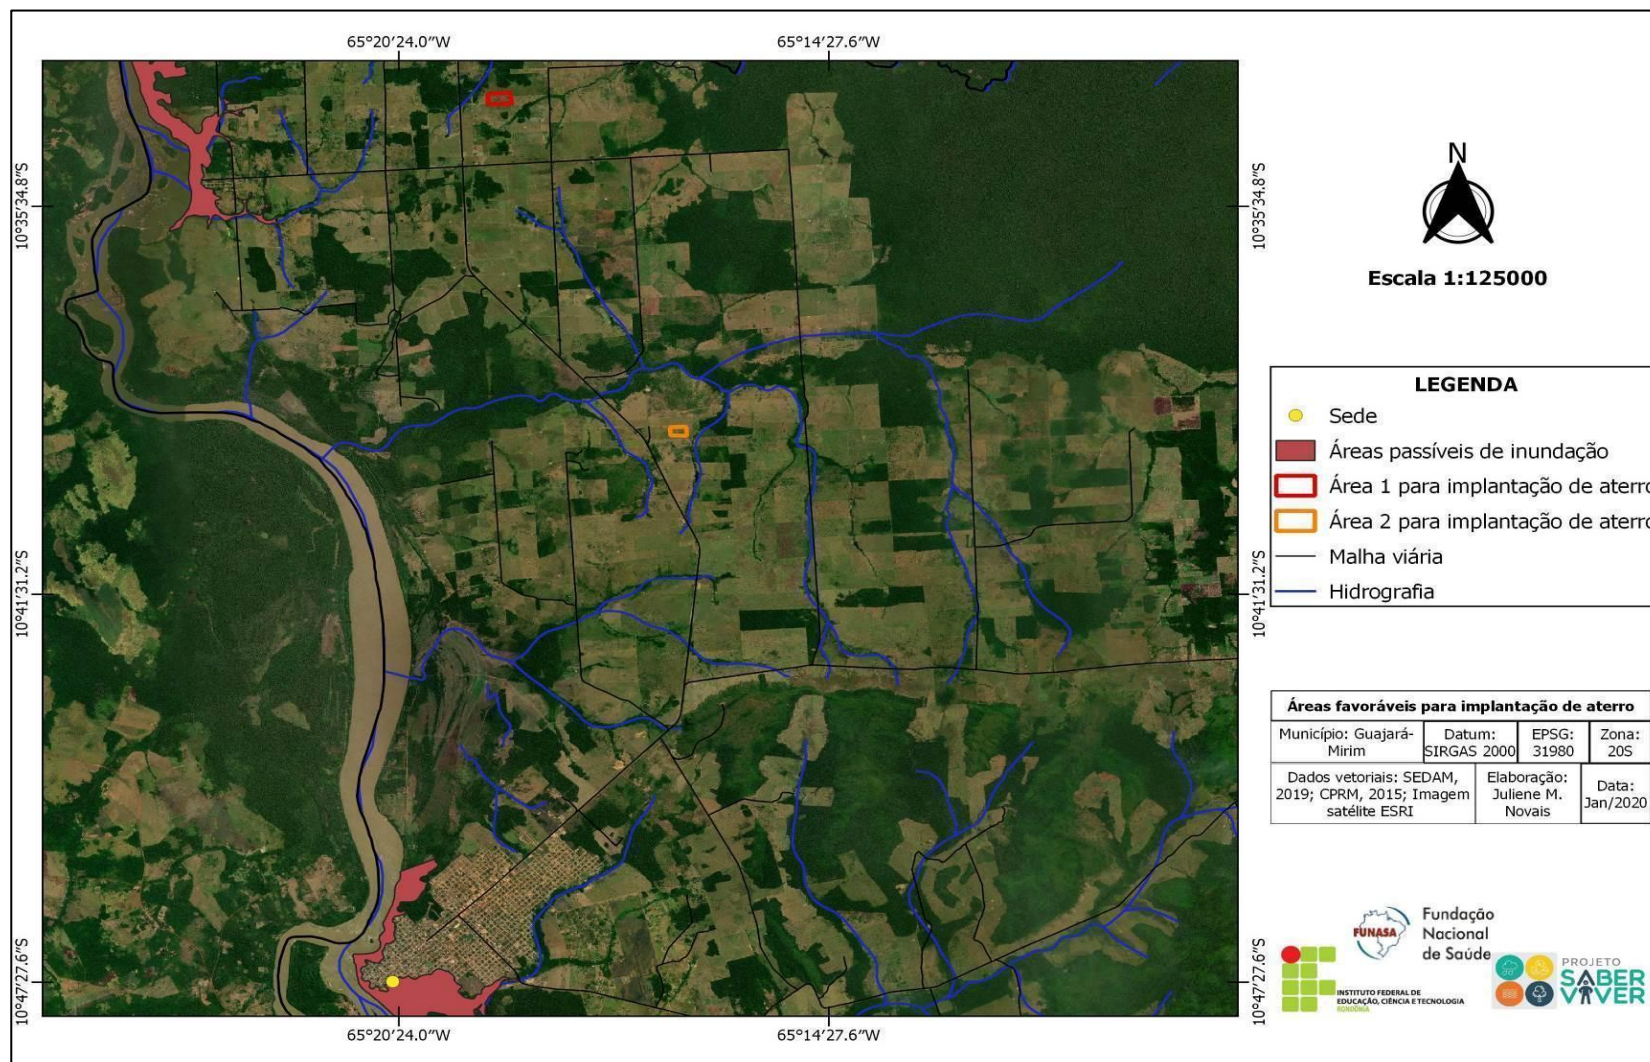 65°20′24.0″W
65°14′27.6″W
10°35′34.8″S
10°35′34.8″S
10°41′31.2″S
10°41′31.2″S
10°47′27.6″S
10°47′27.6″S
65°20′24.0″W
65°14′27.6″W
N
Escala 1:125000
LEGENDA
Sede
Áreas passíveis de inundação
Área 1 para implantação de aterro
Área 2 para implantação de aterro
Malha viária
Hidrografia
Áreas favoráveis para implantação de aterro
Município: Guajará-
Mirim
Datum:
SIRGAS 2000
EPSG:
31980
Zona:
20S
Dados vetoriais: SEDAM,
2019; CPRM, 2015; Imagem
satélite ESRI
Elaboração:
Juliene M.
Novais
Data:
Jan/2020
FUNASA
Fundação
Nacional
de Saúde
INSTITUTO FEDERAL DE
EDUCAÇÃO, CIÊNCIA E TECNOLOGIA
RONDÔNIA
PROJETO
SABER
VIVER